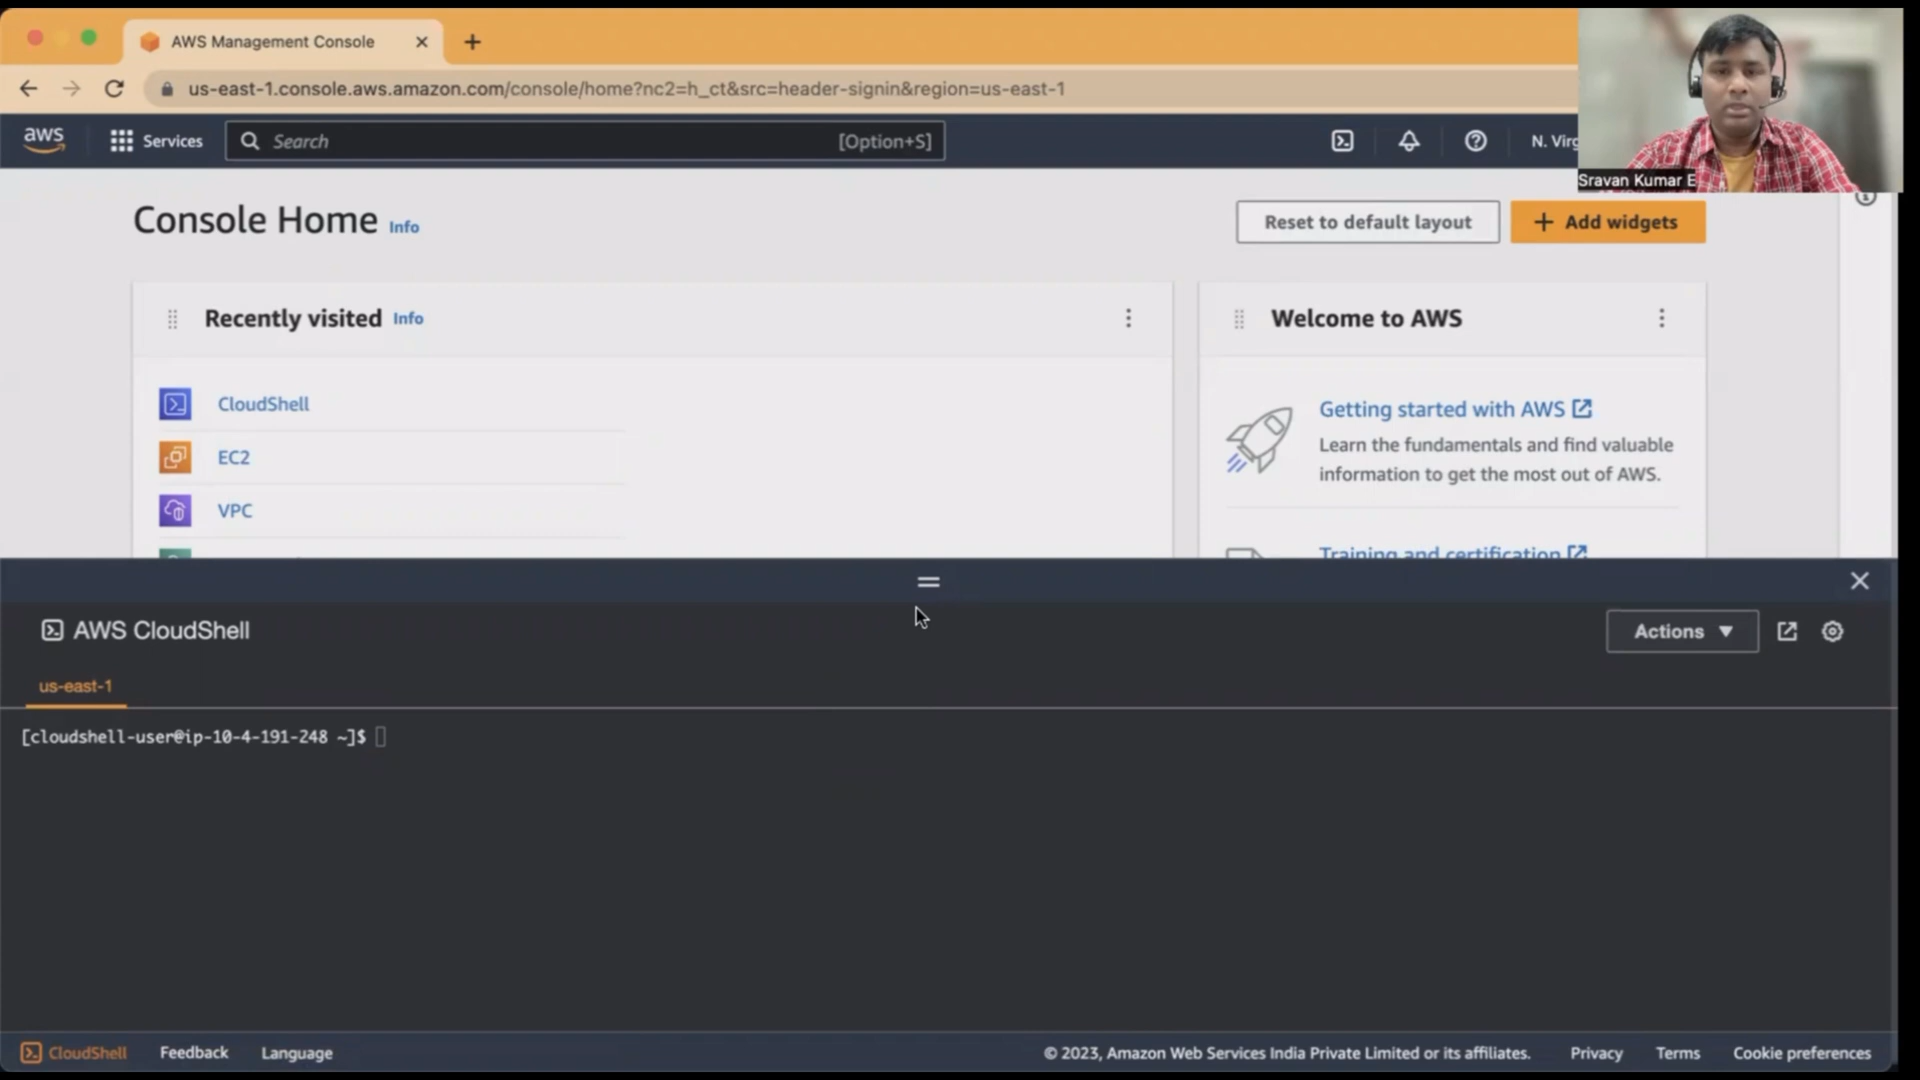 AWS Management Console
us-east-1.console.aws.amazon.com/console/home?nc2=h_ct&src=header-signin&region=us-east-1
aws
Services
Search
[Option+S]
N. Virg
Sravan Kumar E
Console Home Info
Reset to default layout
+ Add widgets
Recently visited Info
Welcome to AWS
CloudShell
EC2
VPC
Getting started with AWS
Learn the fundamentals and find valuable
information to get the most out of AWS.
Training and certification
AWS CloudShell
Actions
us-east-1
[cloudshell-user@ip-10-4-191-248 ~]$
CloudShell
Feedback
Language
© 2023, Amazon Web Services India Private Limited or its affiliates.
Privacy
Terms
Cookie preferences